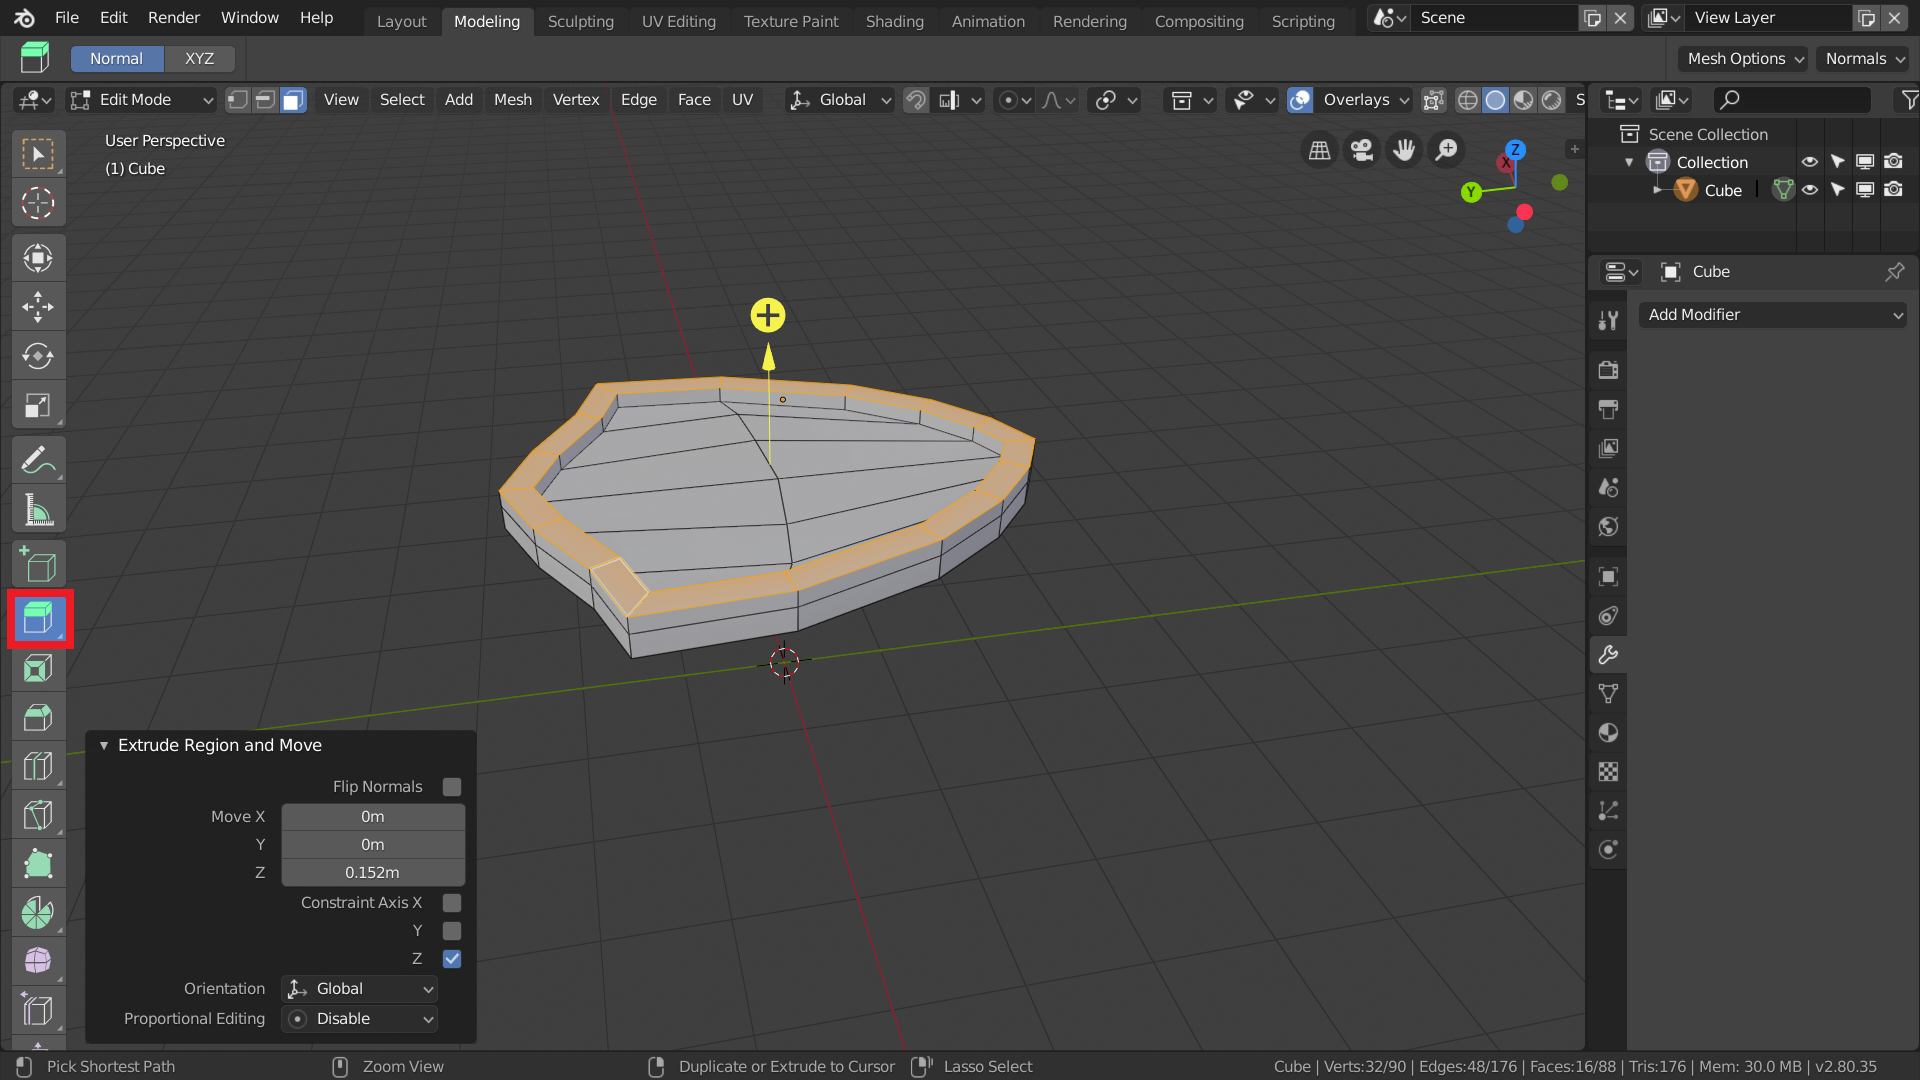 File Edit Render Window Help Layout Modeling Sculpting UV Editing Texture Paint Shading Animation Rendering Compositing Scripting Scene View Layer
Normal XYZ Mesh Options Normals
Edit Mode View Select Add Mesh Vertex Edge Face UV Global Overlays S
User Perspective
(1) Cube
Z
X
Y
Scene Collection
Collection
Cube
Cube
Add Modifier
Extrude Region and Move
Flip Normals
Move X 0m
Y 0m
Z 0.152m
Constraint Axis X
Y
Z
Orientation Global
Proportional Editing Disable
Pick Shortest Path Zoom View Duplicate or Extrude to Cursor Lasso Select Cube | Verts:32/90 | Edges:48/176 | Faces:16/88 | Tris:176 | Mem: 30.0 MB | v2.80.35